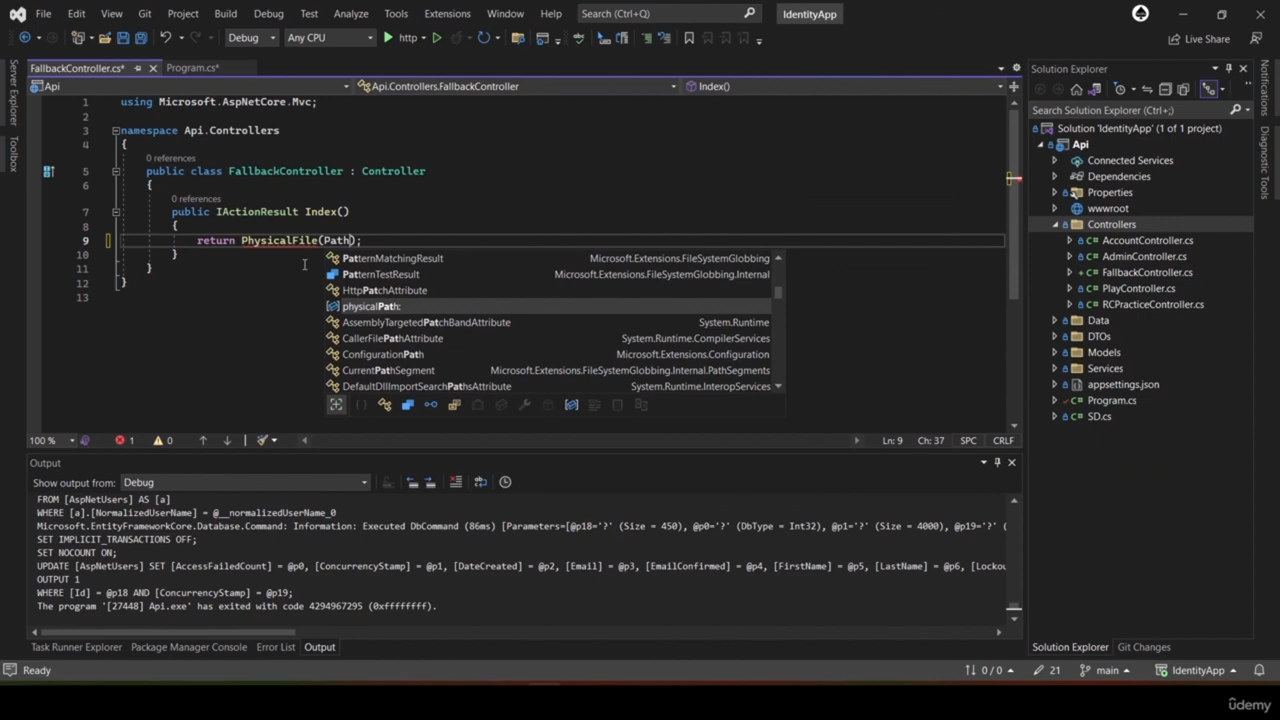 File Edit View Git Project Build Debug Test Analyze Tools Extensions Window Help Search (Ctrl+Q) IdentityApp
Debug Any CPU http Live Share
Server Explorer
Toolbox
FallbackController.cs* Program.cs*
Api Api.Controllers.FallbackController Index()
1 using Microsoft.AspNetCore.Mvc;
2
3 namespace Api.Controllers
4 {
0 references
5 public class FallbackController : Controller
6 {
0 references
7 public IActionResult Index()
8 {
9 return PhysicalFile(Path);
10 }
11 }
12 }
13
PatternMatchingResult Microsoft.Extensions.FileSystemGlobbing
PatternTestResult Microsoft.Extensions.FileSystemGlobbing.Internal
HttpPatchAttribute
physicalPath:
AssemblyTargetedPatchBandAttribute System.Runtime
CallerFilePathAttribute System.Runtime.CompilerServices
ConfigurationPath Microsoft.Extensions.Configuration
CurrentPathSegment Microsoft.Extensions.FileSystemGlobbing.Internal.PathSegments
DefaultDllImportSearchPathsAttribute System.Runtime.InteropServices
100 % 1 0 Ln: 9 Ch: 37 SPC CRLF
Output
Show output from: Debug
FROM [AspNetUsers] AS [a]
WHERE [a].[NormalizedUserName] = @__normalizedUserName_0
Microsoft.EntityFrameworkCore.Database.Command: Information: Executed DbCommand (86ms) [Parameters=[@p18='?' (Size = 450), @p0='?' (DbType = Int32), @p1='?' (Size = 4000), @p19='?' (
SET IMPLICIT_TRANSACTIONS OFF;
SET NOCOUNT ON;
UPDATE [AspNetUsers] SET [AccessFailedCount] = @p0, [ConcurrencyStamp] = @p1, [DateCreated] = @p2, [Email] = @p3, [EmailConfirmed] = @p4, [FirstName] = @p5, [LastName] = @p6, [Lockou
OUTPUT 1
WHERE [Id] = @p18 AND [ConcurrencyStamp] = @p19;
The program '[27448] Api.exe' has exited with code 4294967295 (0xffffffff).
Task Runner Explorer Package Manager Console Error List Output
Solution Explorer
Search Solution Explorer (Ctrl+;)
Solution 'IdentityApp' (1 of 1 project)
Api
Connected Services
Dependencies
Properties
wwwroot
Controllers
AccountController.cs
AdminController.cs
FallbackController.cs
PlayController.cs
RCPracticeController.cs
Data
DTOs
Models
Services
appsettings.json
Program.cs
SD.cs
Solution Explorer Git Changes
Notifications
Diagnostic Tools
Ready 0 / 0 21 main IdentityApp
ûdemy